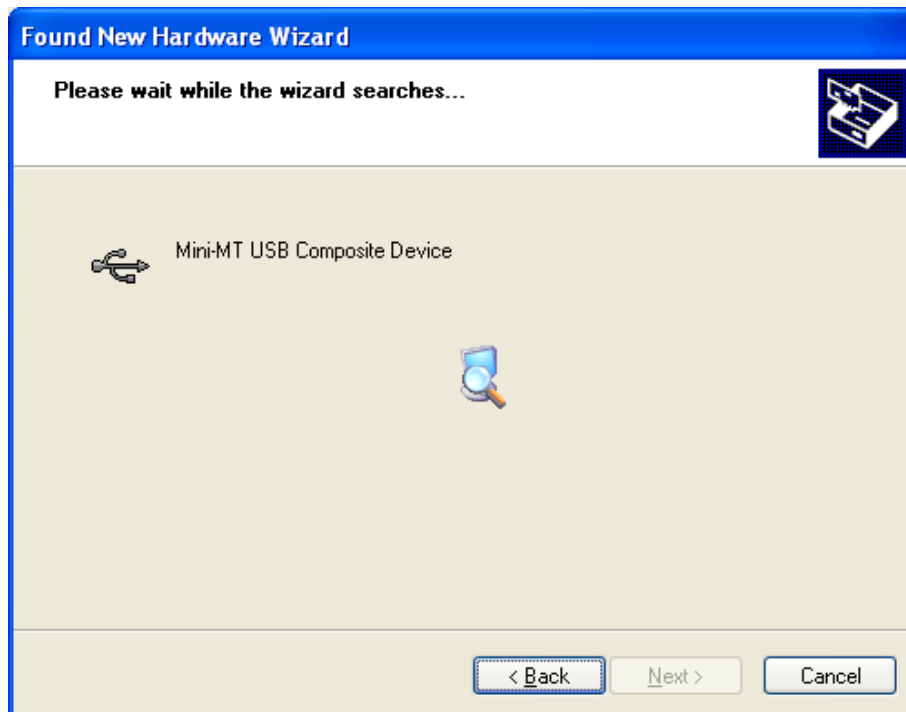 Found New Hardware Wizard
Please wait while the wizard searches...
Mini-MT USB Composite Device
< Back
Next >
Cancel